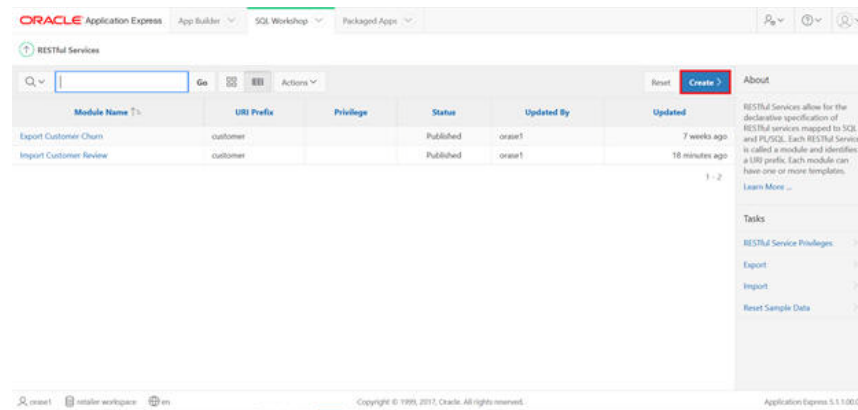 ORACLE Application Express App Builder SQL Workshop Packaged Apps
RESTful Services
Go Actions Reset Create >
Module Name URI Prefix Privilege Status Updated By Updated
Export Customer Churn customer Published orase1 7 weeks ago
Import Customer Review customer Published orase1 18 minutes ago
1 - 2
About
RESTful Services allow for the
declarative specification of
RESTful services mapped to SQL
and PL/SQL. Each RESTful Service
is called a module and identifies
a URI prefix. Each module can
have one or more templates.
Learn More ...
Tasks
RESTful Service Privileges
Export
Import
Reset Sample Data
orase1 retailer workspace en Copyright © 1999, 2017, Oracle. All rights reserved. Application Express 5.1.1.00.0